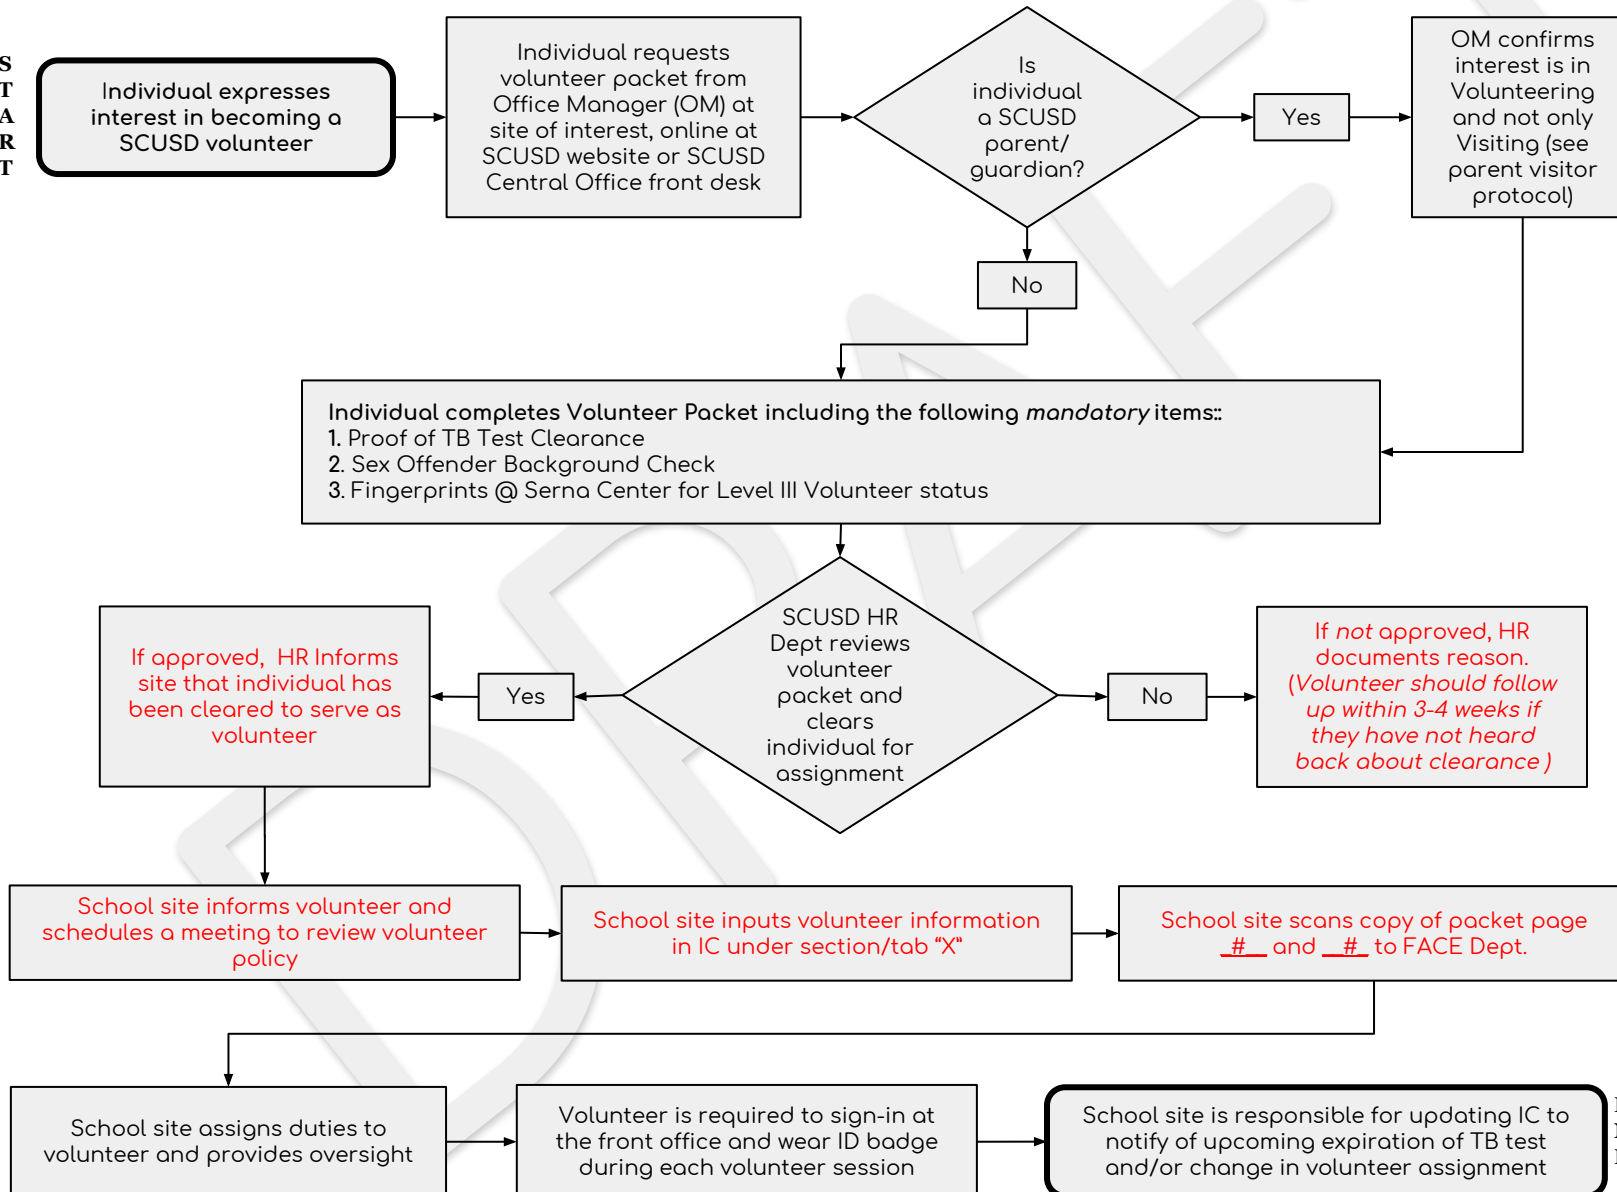 S
T
A
R
T
Individual expresses
interest in becoming a
SCUSD volunteer
Individual requests
volunteer packet from
Office Manager (OM) at
site of interest, online at
SCUSD website or SCUSD
Central Office front desk
Is
individual
a SCUSD
parent/
guardian?
Yes
OM confirms
interest is in
Volunteering
and not only
Visiting (see
parent visitor
protocol)
No
Individual completes Volunteer Packet including the following mandatory items::
1. Proof of TB Test Clearance
2. Sex Offender Background Check
3. Fingerprints @ Serna Center for Level III Volunteer status
SCUSD HR
Dept reviews
volunteer
packet and
clears
individual for
assignment
Yes
If approved, HR Informs
site that individual has
been cleared to serve as
volunteer
No
If not approved, HR
documents reason.
(Volunteer should follow
up within 3-4 weeks if
they have not heard
back about clearance )
School site informs volunteer and
schedules a meeting to review volunteer
policy
School site inputs volunteer information
in IC under section/tab “X”
School site scans copy of packet page
_#__ and __#_ to FACE Dept.
School site assigns duties to
volunteer and provides oversight
Volunteer is required to sign-in at
the front office and wear ID badge
during each volunteer session
School site is responsible for updating IC to
notify of upcoming expiration of TB test
and/or change in volunteer assignment
DRAFT